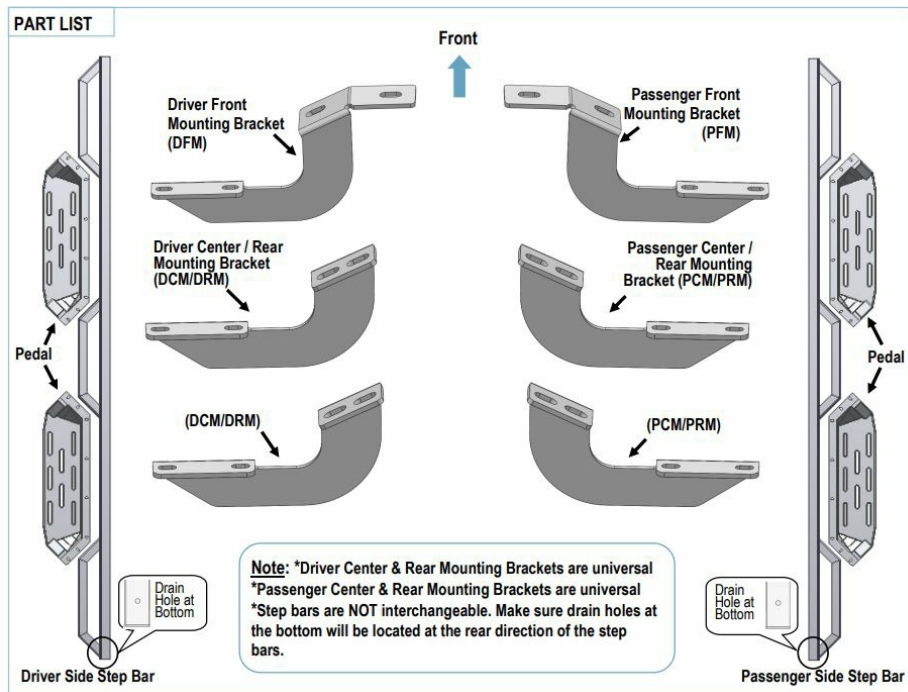 PART LIST
Front
Driver Front
Mounting Bracket
(DFM)
Passenger Front
Mounting Bracket
(PFM)
Driver Center / Rear
Mounting Bracket
(DCM/DRM)
Passenger Center /
Rear Mounting
Bracket (PCM/PRM)
Pedal
Pedal
(DCM/DRM)
(PCM/PRM)
Note: *Driver Center & Rear Mounting Brackets are universal
*Passenger Center & Rear Mounting Brackets are universal
*Step bars are NOT interchangeable. Make sure drain holes at
the bottom will be located at the rear direction of the step
bars.
Drain
Hole at
Bottom
Drain
Hole at
Bottom
Driver Side Step Bar
Passenger Side Step Bar